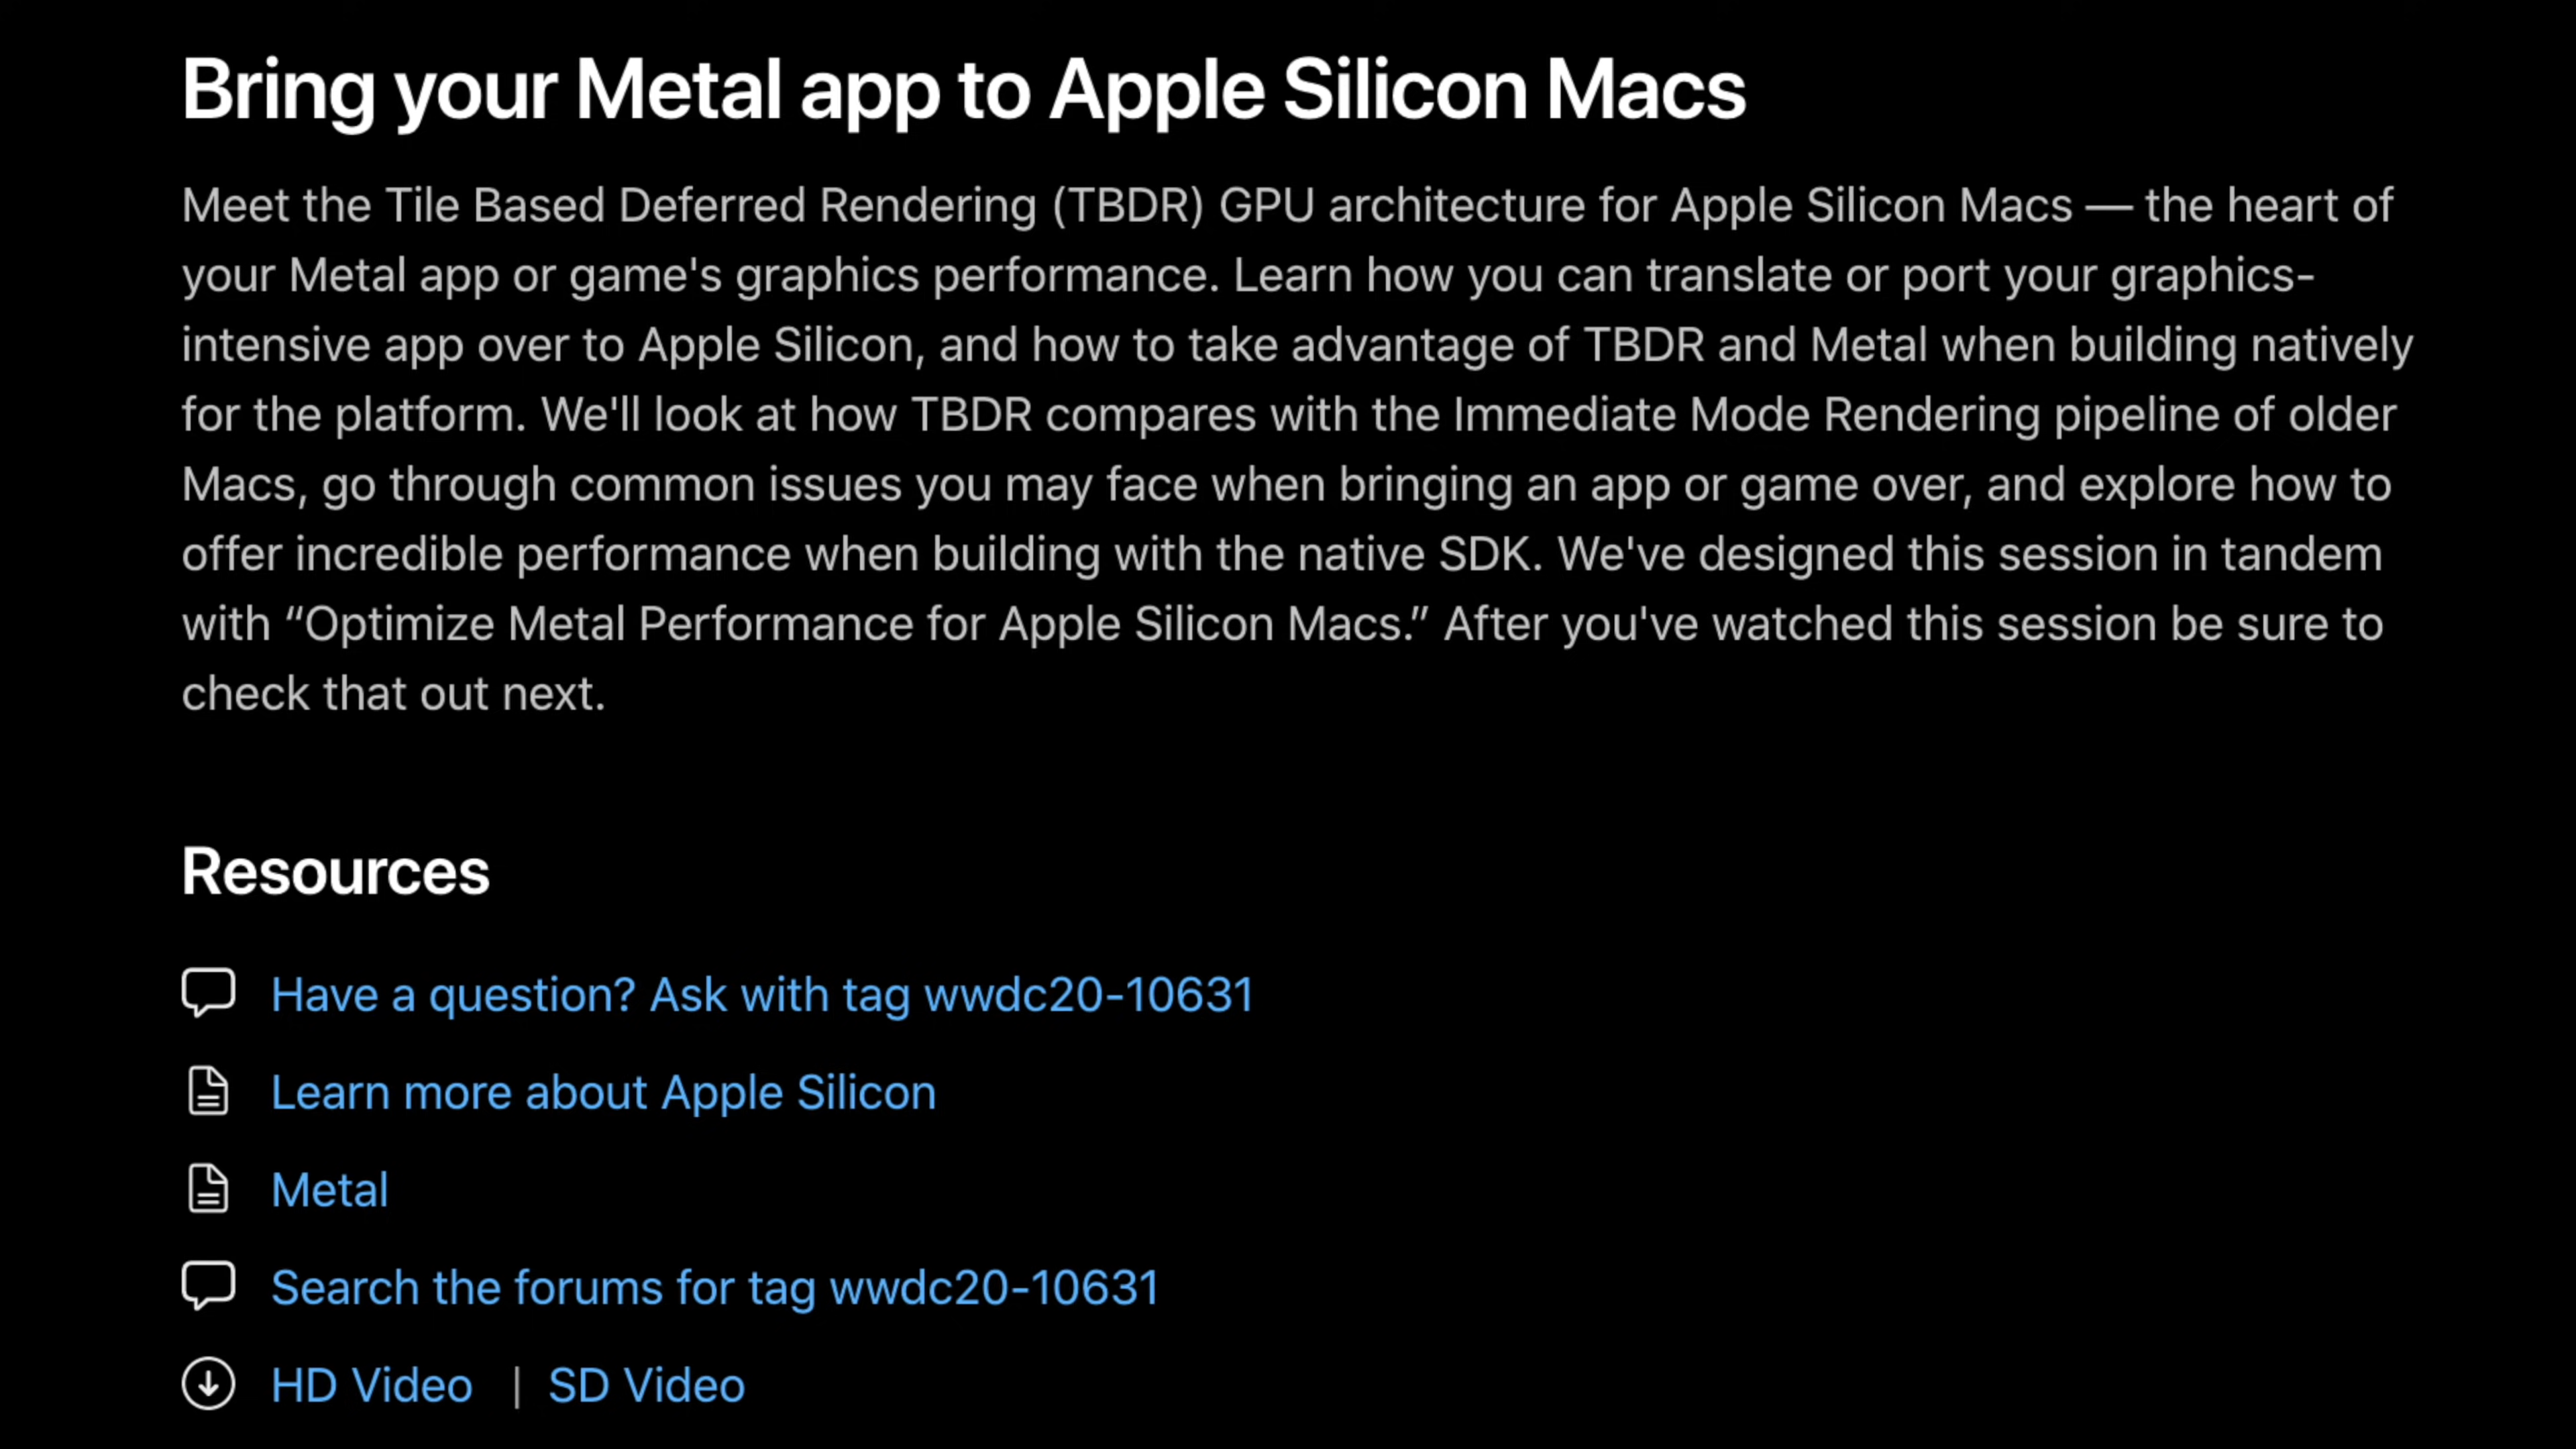 Bring your Metal app to Apple Silicon Macs
Meet the Tile Based Deferred Rendering (TBDR) GPU architecture for Apple Silicon Macs — the heart of
your Metal app or game's graphics performance. Learn how you can translate or port your graphics-
intensive app over to Apple Silicon, and how to take advantage of TBDR and Metal when building natively
for the platform. We'll look at how TBDR compares with the Immediate Mode Rendering pipeline of older
Macs, go through common issues you may face when bringing an app or game over, and explore how to
offer incredible performance when building with the native SDK. We've designed this session in tandem
with “Optimize Metal Performance for Apple Silicon Macs.” After you've watched this session be sure to
check that out next.
Resources
Have a question? Ask with tag wwdc20-10631
Learn more about Apple Silicon
Metal
Search the forums for tag wwdc20-10631
HD Video | SD Video